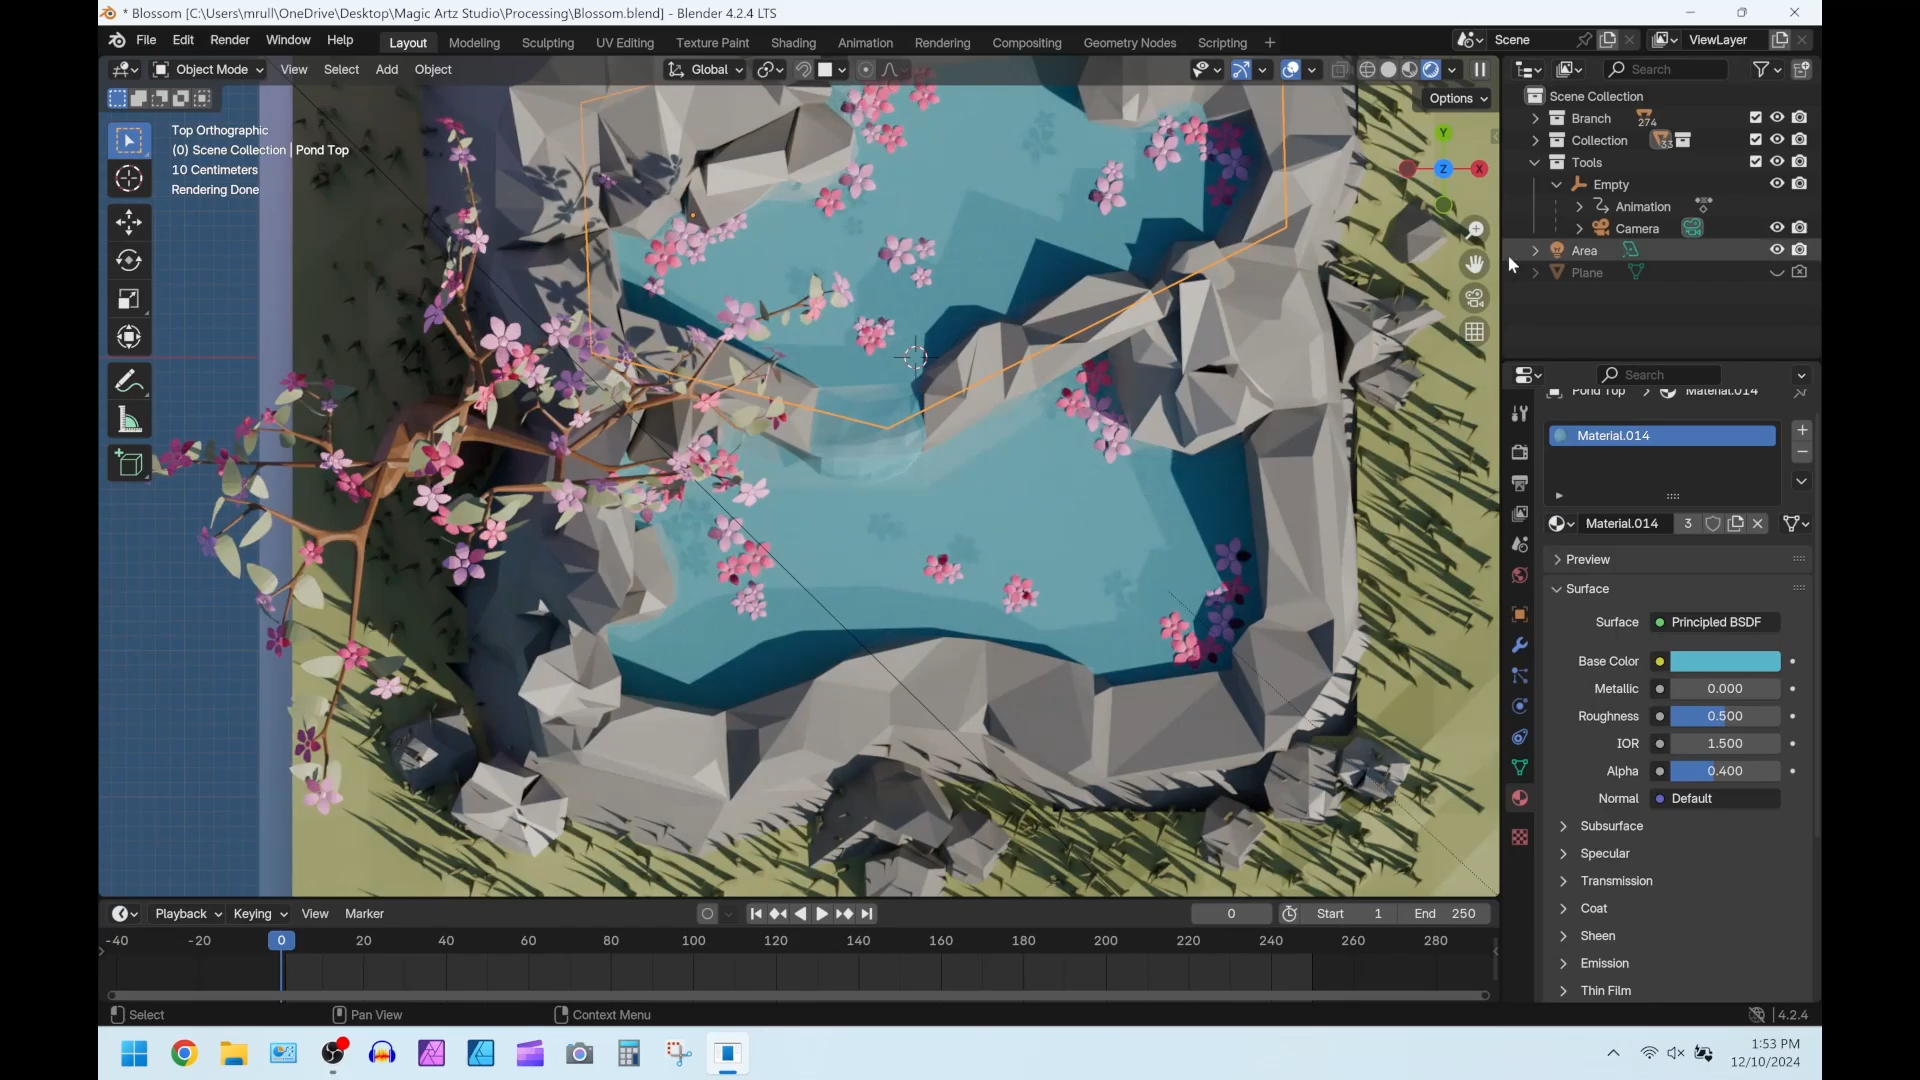 * Blossom [C:\Users\mrull\OneDrive\Desktop\Magic Artz Studio\Processing\Blossom.blend] - Blender 4.2.4 LTS
File Edit Render Window Help Layout Modeling Sculpting UV Editing Texture Paint Shading Animation Rendering Compositing Geometry Nodes Scripting + Scene ViewLayer
Object Mode View Select Add Object Global Search
Options
Top Orthographic
(0) Scene Collection | Pond Top
10 Centimeters
Rendering Done
Y
Z
X
Scene Collection
Branch 274
Collection 33
Tools
Empty
Animation
Camera
Area
Plane
Search
Pond Top > Material.014
Material.014
Material.014 3
Preview
Surface
Surface Principled BSDF
Base Color
Metallic 0.000
Roughness 0.500
IOR 1.500
Alpha 0.400
Normal Default
Subsurface
Specular
Transmission
Coat
Sheen
Emission
Thin Film
Playback Keying View Marker 0 Start 1 End 250
-40 -20 0 20 40 60 80 100 120 140 160 180 200 220 240 260 280
Select Pan View Context Menu 4.2.4
1:53 PM
12/10/2024